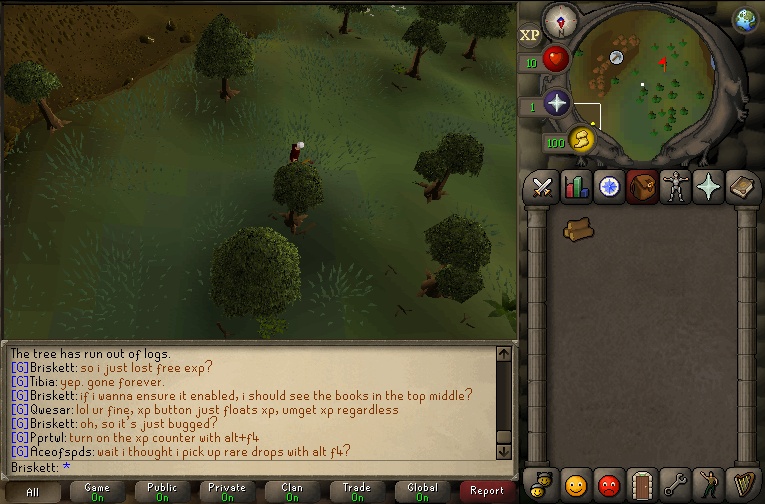 XP
10
1
100
The tree has run out of logs.
[G]Briskett: so i just lost free exp?
[G]Tibia: yep. gone forever.
[G]Briskett: if i wanna ensure it enabled, i should see the books in the top middle?
[G]Qwesar: lol ur fine, xp button just floats xp, umget xp regardless
[G]Briskett: oh, so it's just bugged?
[G]Pprtwl: turn on the xp counter with alt+f4
[G]Aceofspds: wait i thought i pick up rare drops with alt f4?
Briskett: *
All
Game
On
Public
On
Private
On
Clan
On
Trade
On
Global
On
Report